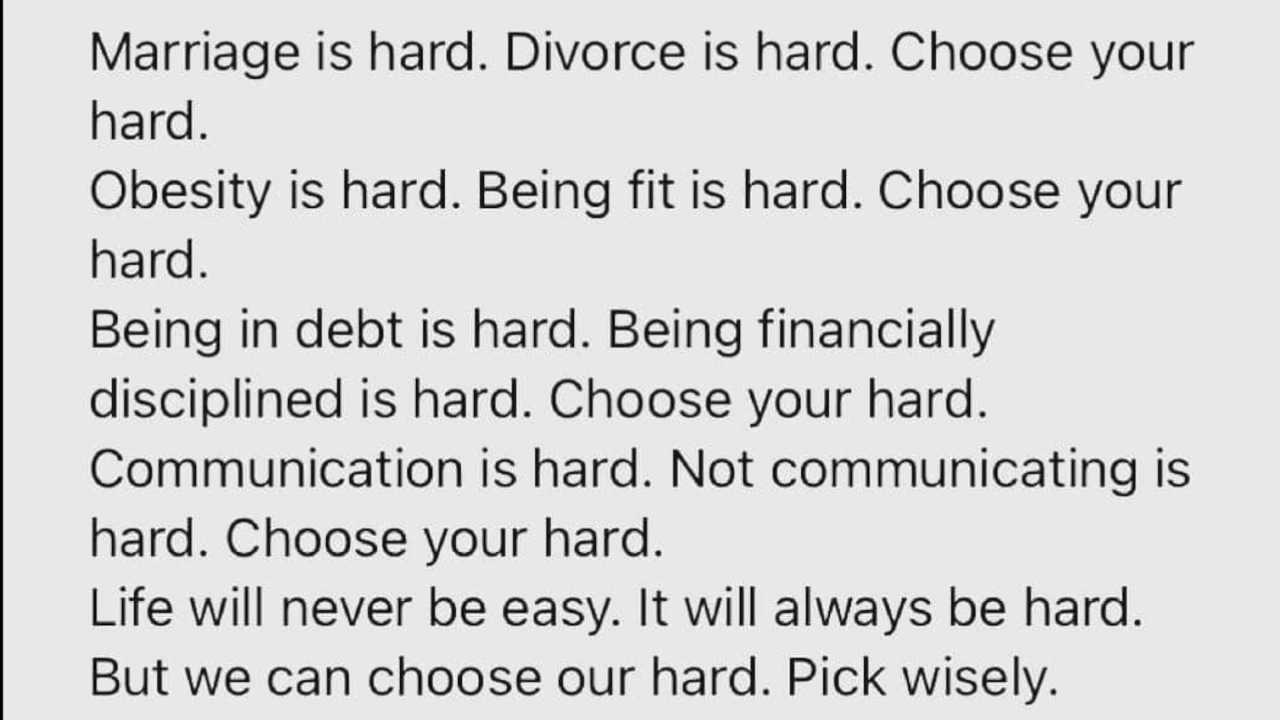 Marriage is hard. Divorce is hard. Choose your
hard.
Obesity is hard. Being fit is hard. Choose your
hard.
Being in debt is hard. Being financially
disciplined is hard. Choose your hard.
Communication is hard. Not communicating is
hard. Choose your hard.
Life will never be easy. It will always be hard.
But we can choose our hard. Pick wisely.